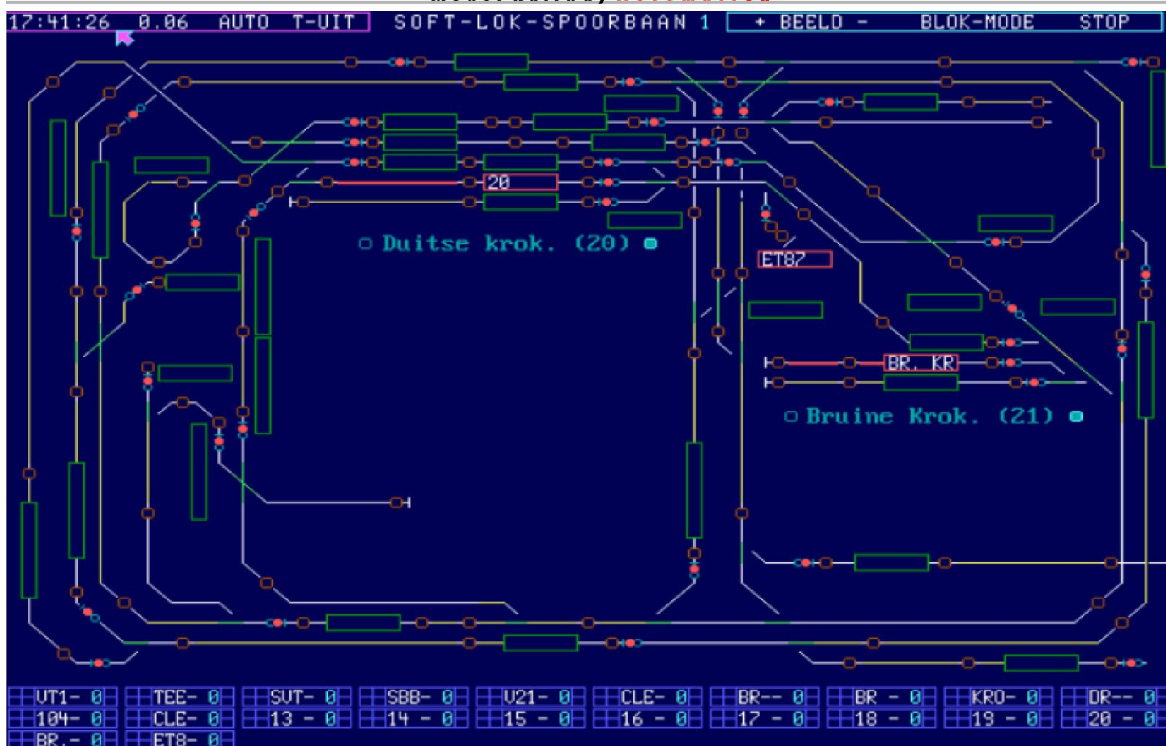 17:41:26 0.06 AUTO T-UIT SOFT-LOK-SPOORBAAN 1 + BEELD - BLOK-MODE STOP
20
Duitse krok. (20)
ET87
BR. KR
Bruine Krok. (21)
VT1- 0 TEE- 0 SVT- 0 SBB- 0 V21- 0 CLE- 0 BR-- 0 BR - 0 KRO- 0 DR-- 0
104- 0 CLE- 0 13 - 0 14 - 0 15 - 0 16 - 0 17 - 0 18 - 0 19 - 0 20 - 0
BR.- 0 ET8- 0